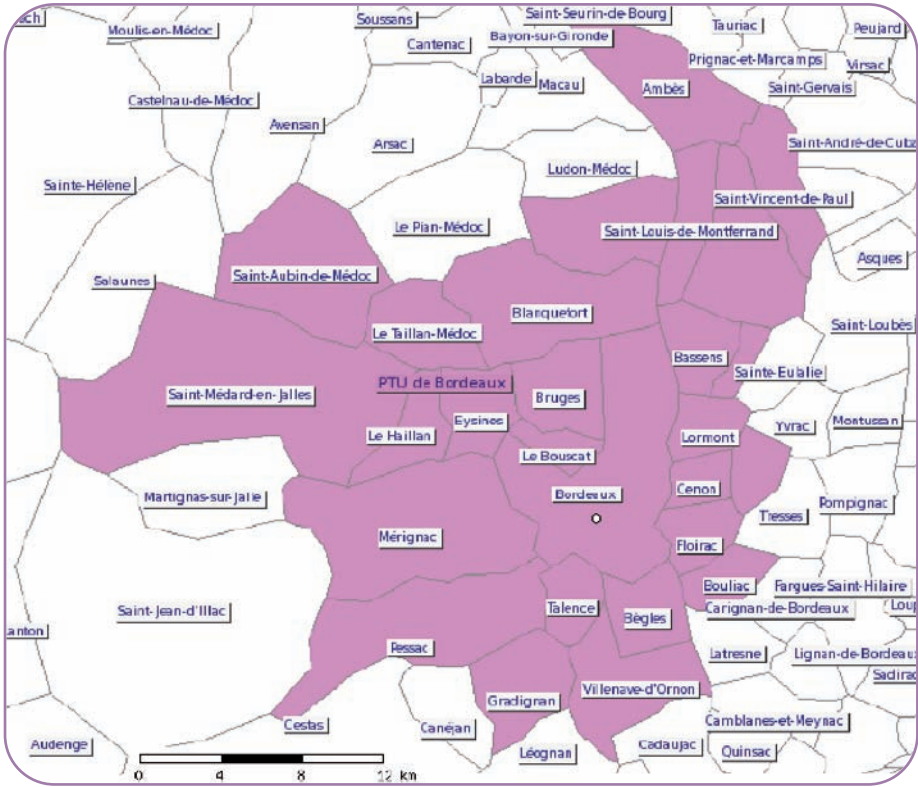 Soussans
Saint-Seurin-de-Bourg
Moulis-en-Médoc
Tauriac
Peujard
Cantenac
Bayon-sur-Gironde
Prignac-et-Marcamps
Virsac
Labarde
Macau
Ambès
Saint-Gervais
Castelnau-de-Médoc
Avensan
Arsac
Saint-André-de-Cubz
Ludon-Médoc
Sainte-Hélène
Saint-Vincent-de-Paul
Le Pian-Médoc
Saint-Louis-de-Montferrand
Asques
Salaunes
Saint-Aubin-de-Médoc
Blanquefort
Saint-Loubès
Le Taillan-Médoc
Bassens
Sainte-Eulalie
PTU de Bordeaux
Saint-Médard-en-Jalles
Bruges
Eysines
Montussan
Yvrac
Le Haillan
Lormont
Le Bouscat
Martignas-sur-Jalle
Bordeaux
Cenon
Pompignac
Tresses
Mérignac
Floirac
Bouliac
Fargues-Saint-Hilaire
Saint-Jean-d'Illac
Talence
Carignan-de-Bordeaux
Loup
Bègles
anton
Pessac
Latresne
Lignan-de-Bordeaux
Sadirac
Villenave-d'Ornon
Gradignan
Cestas
Canéjan
Camblanes-et-Meynac
Audenge
Léognan
Cadaujac
Quinsac
0 4 8 12 km